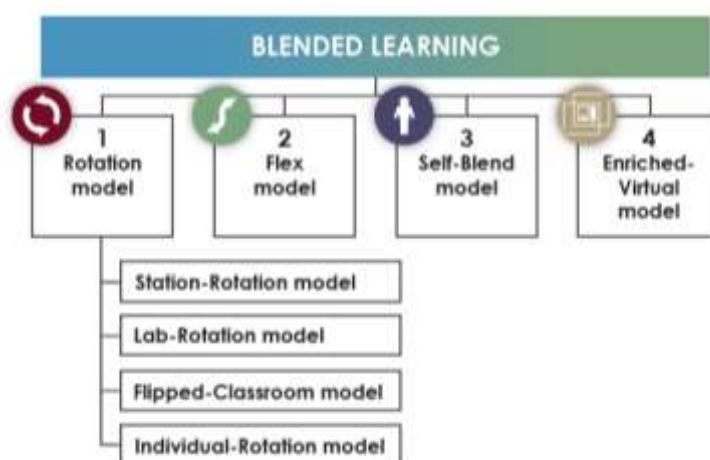 BLENDED LEARNING
1
Rotation
model
2
Flex
model
3
Self-Blend
model
4
Enriched-
Virtual
model
Station-Rotation model
Lab-Rotation model
Flipped-Classroom model
Individual-Rotation model